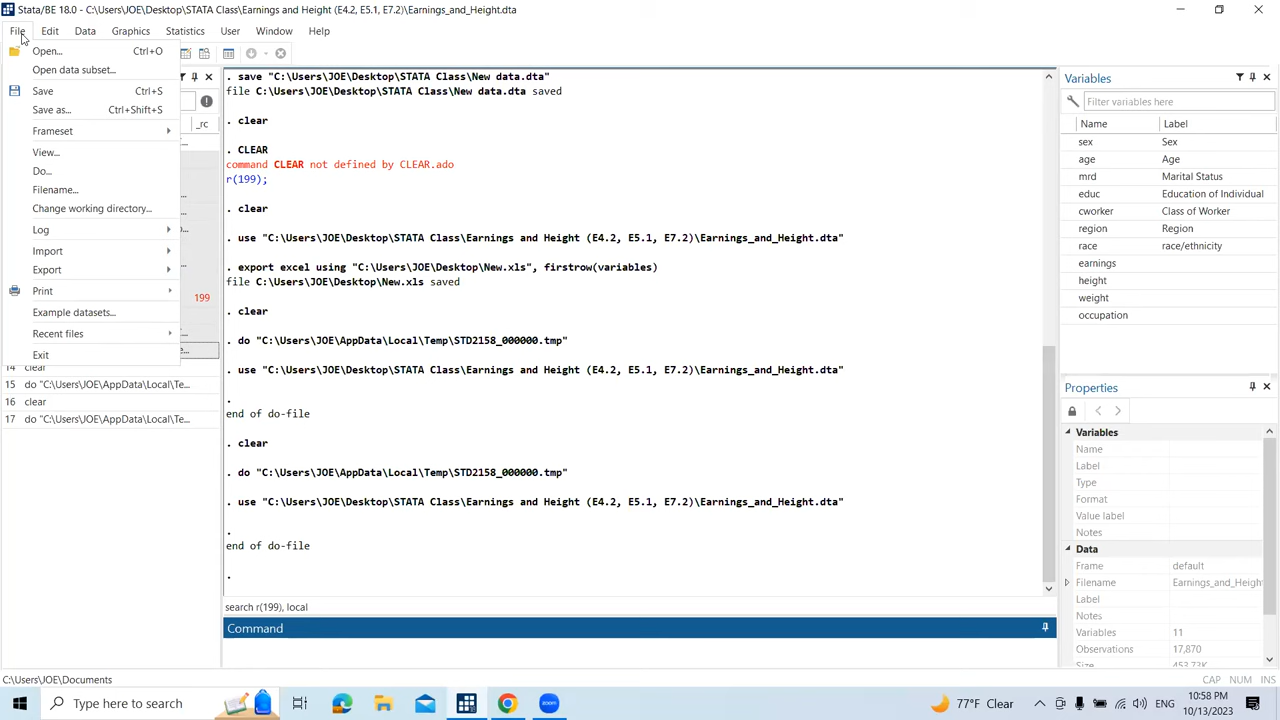 Stata/BE 18.0 - C:\Users\JOE\Desktop\STATA Class\Earnings and Height (E4.2, E5.1, E7.2)\Earnings_and_Height.dta
File Edit Data Graphics Statistics User Window Help
Open... Ctrl+O
Open data subset...
Save Ctrl+S
Save as... Ctrl+Shift+S
Frameset
View...
Do...
Filename...
Change working directory...
Log
Import
Export
Print
Example datasets...
Recent files
Exit
_rc
199
14 clear
15 do "C:\Users\JOE\AppData\Local\Te...
16 clear
17 do "C:\Users\JOE\AppData\Local\Te...
. save "C:\Users\JOE\Desktop\STATA Class\New data.dta"
file C:\Users\JOE\Desktop\STATA Class\New data.dta saved
. clear
. CLEAR
command CLEAR not defined by CLEAR.ado
r(199);
. clear
. use "C:\Users\JOE\Desktop\STATA Class\Earnings and Height (E4.2, E5.1, E7.2)\Earnings_and_Height.dta"
. export excel using "C:\Users\JOE\Desktop\New.xls", firstrow(variables)
file C:\Users\JOE\Desktop\New.xls saved
. clear
. do "C:\Users\JOE\AppData\Local\Temp\STD2158_000000.tmp"
. use "C:\Users\JOE\Desktop\STATA Class\Earnings and Height (E4.2, E5.1, E7.2)\Earnings_and_Height.dta"
.
end of do-file
. clear
. do "C:\Users\JOE\AppData\Local\Temp\STD2158_000000.tmp"
. use "C:\Users\JOE\Desktop\STATA Class\Earnings and Height (E4.2, E5.1, E7.2)\Earnings_and_Height.dta"
.
end of do-file
.
search r(199), local
Command
Variables
Filter variables here
Name Label
sex Sex
age Age
mrd Marital Status
educ Education of Individual
cworker Class of Worker
region Region
race race/ethnicity
earnings
height
weight
occupation
Properties
Variables
Name
Label
Type
Format
Value label
Notes
Data
Frame default
Filename Earnings_and_Height
Label
Notes
Variables 11
Observations 17,870
Size 453.73K
C:\Users\JOE\Documents
CAP NUM INS
Type here to search
zoom
77°F Clear
ENG
10:58 PM
10/13/2023